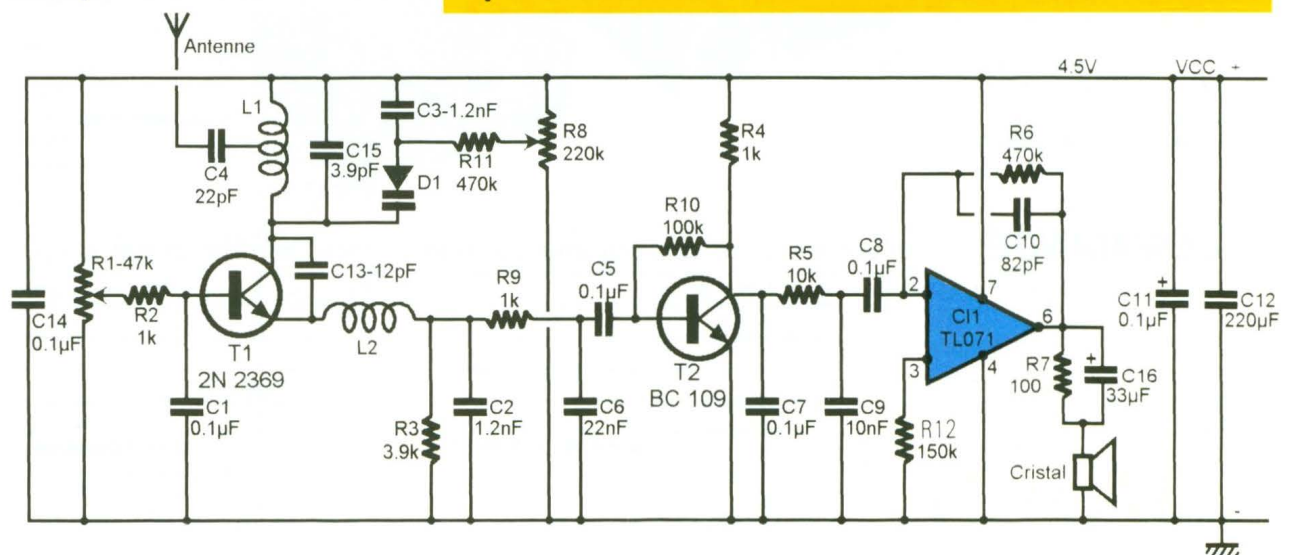 Antenne
4.5V
VCC
+
L1
C3-1.2nF
C4
22pF
C15
3.9pF
R11
470k
D1
R8
220k
R4
1k
R6
470k
C10
82pF
R10
100k
R1-47k
R2
1k
C13-12pF
C14
0.1µF
T1
2N 2369
L2
R9
1k
C5
0.1µF
T2
BC 109
R5
10k
C8
0.1µF
2
7
CI1
TL071
6
3
4
R7
100
+
C16
33µF
+
C11
0.1µF
C12
220µF
C1
0.1µF
R3
3.9k
C2
1.2nF
C6
22nF
C7
0.1µF
C9
10nF
R12
150k
Cristal
-